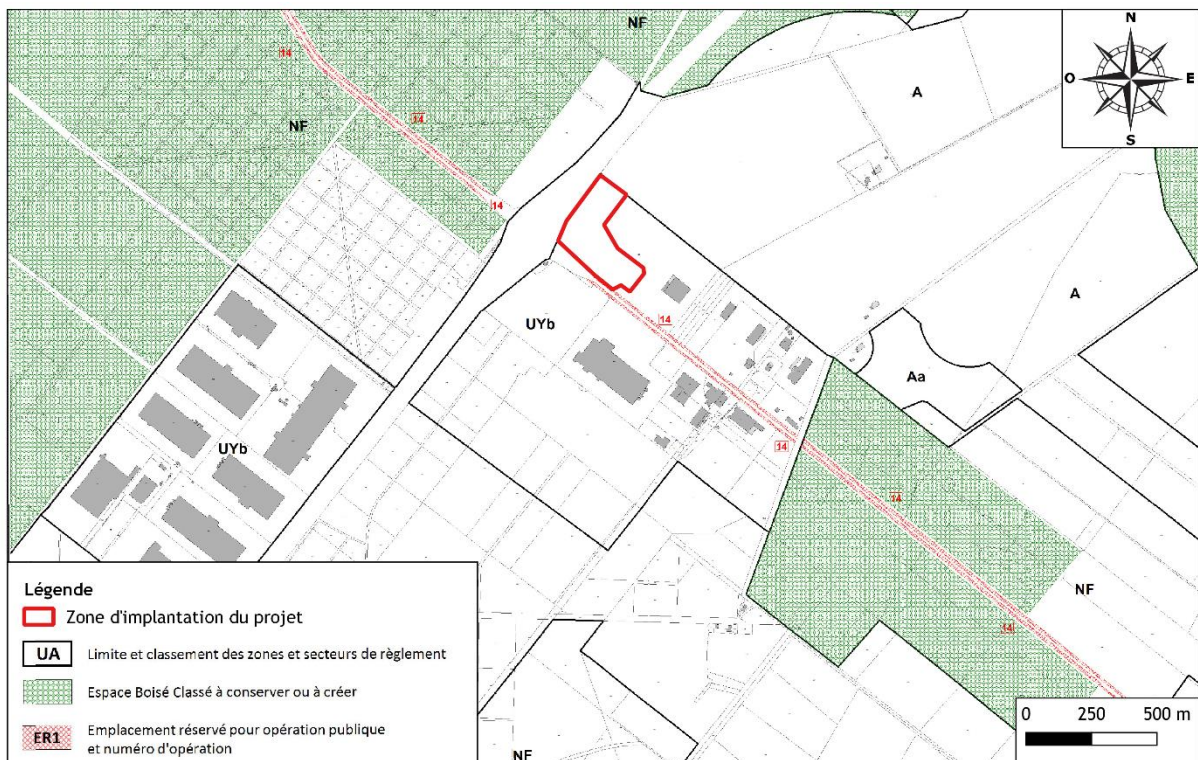 NF
N
O
E
S
14
A
14
NF
14
A
UYb
14
Aa
UYb
14
14
NF
14
NF
Légende
Zone d'implantation du projet
UA
Limite et classement des zones et secteurs de règlement
Espace Boisé Classé à conserver ou à créer
ER1
Emplacement réservé pour opération publique
et numéro d'opération
0 250 500 m